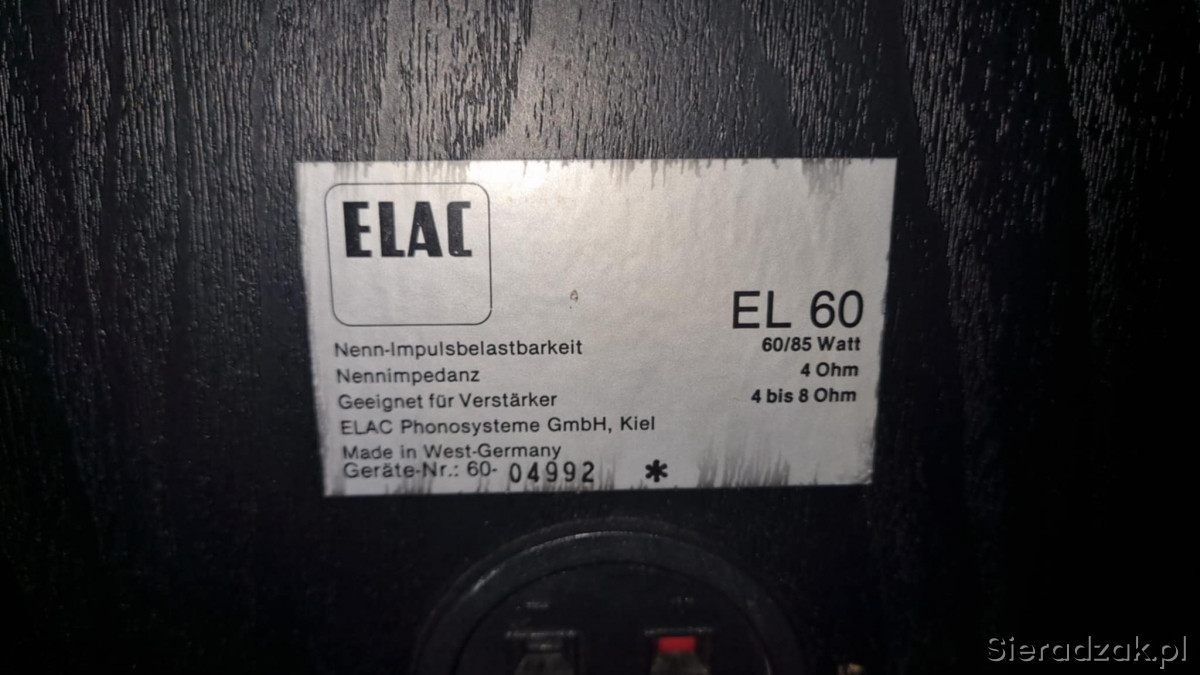 ELAC
EL 60
Nenn-Impulsbelastbarkeit 60/85 Watt
Nennimpedanz 4 Ohm
Geeignet für Verstärker 4 bis 8 Ohm
ELAC Phonosysteme GmbH, Kiel
Made in West-Germany
Geräte-Nr.: 60- 04992 *
Sieradzak.pl